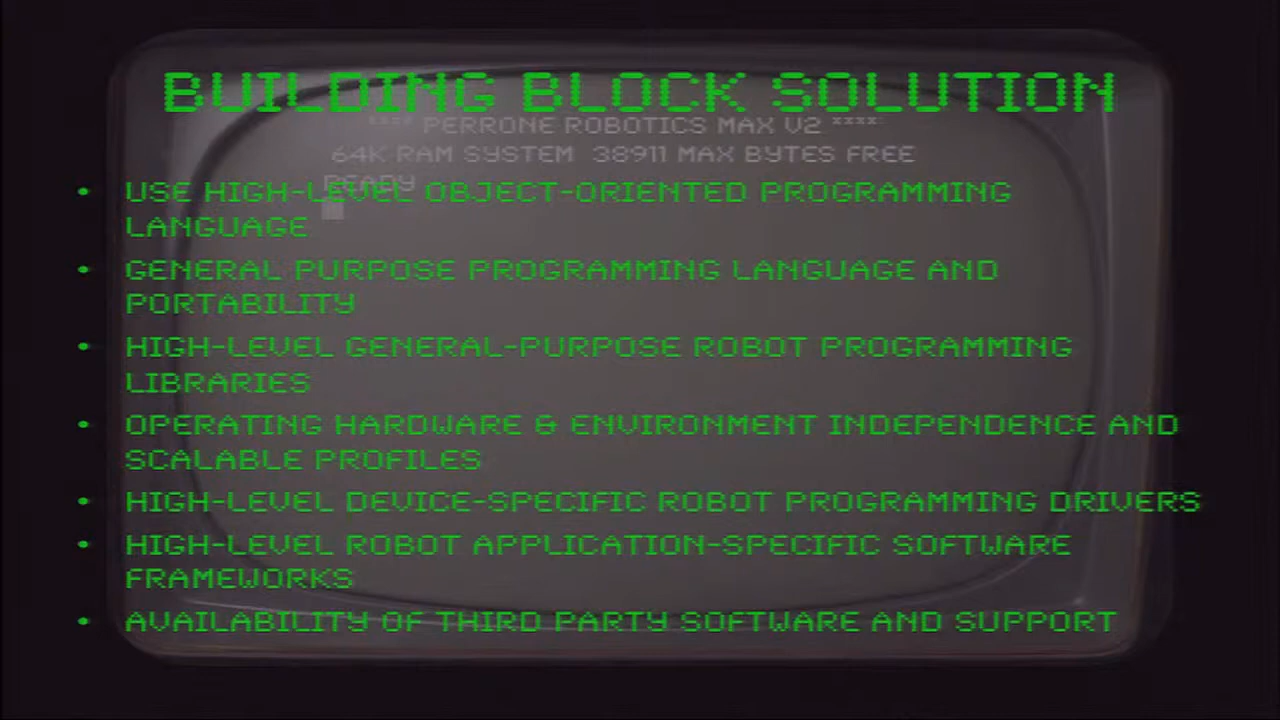 BUILDING BLOCK SOLUTION
**** PERRONE ROBOTICS MAX V2 ****
64K RAM SYSTEM 38911 MAX BYTES FREE
READY
• USE HIGH-LEVEL OBJECT-ORIENTED PROGRAMMING
LANGUAGE
• GENERAL PURPOSE PROGRAMMING LANGUAGE AND
PORTABILITY
• HIGH-LEVEL GENERAL-PURPOSE ROBOT PROGRAMMING
LIBRARIES
• OPERATING HARDWARE & ENVIRONMENT INDEPENDENCE AND
SCALABLE PROFILES
• HIGH-LEVEL DEVICE-SPECIFIC ROBOT PROGRAMMING DRIVERS
• HIGH-LEVEL ROBOT APPLICATION-SPECIFIC SOFTWARE
FRAMEWORKS
• AVAILABILITY OF THIRD PARTY SOFTWARE AND SUPPORT